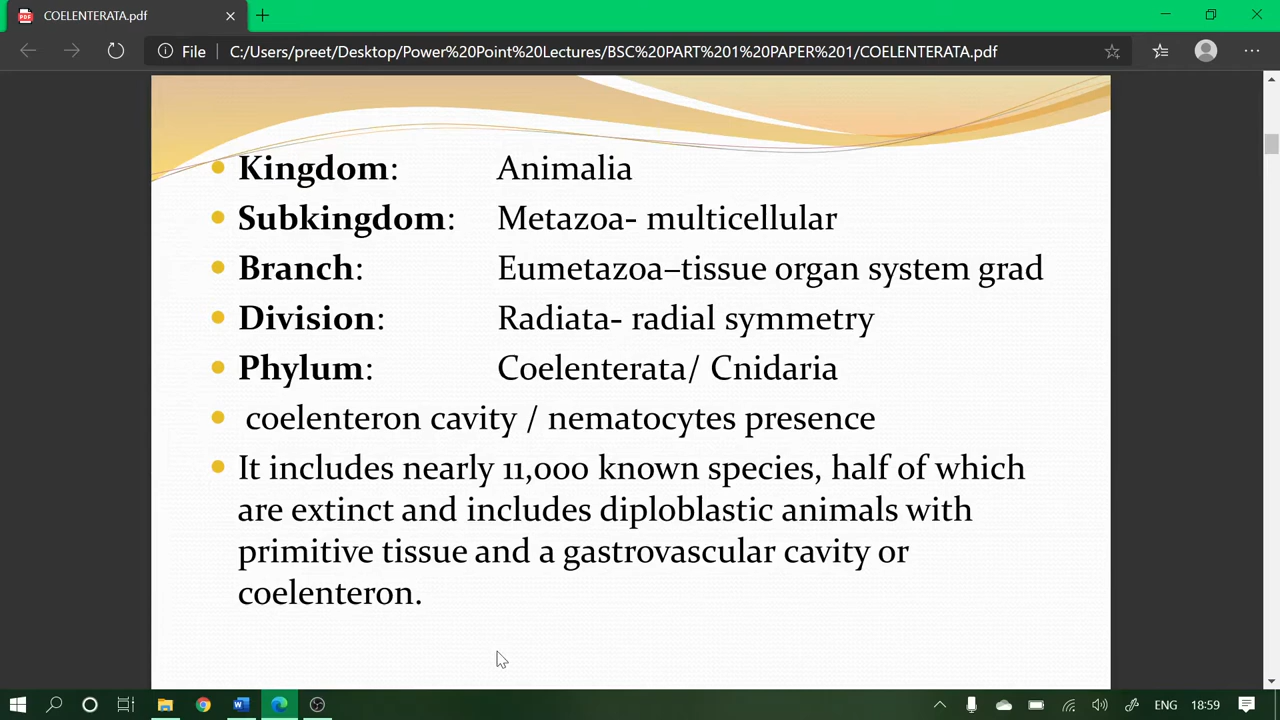 COELENTERATA.pdf
File C:/Users/preet/Desktop/Power%20Point%20Lectures/BSC%20PART%201%20PAPER%201/COELENTERATA.pdf
Kingdom: Animalia
Subkingdom: Metazoa- multicellular
Branch: Eumetazoa–tissue organ system grad
Division: Radiata- radial symmetry
Phylum: Coelenterata/ Cnidaria
coelenteron cavity / nematocytes presence
It includes nearly 11,000 known species, half of which
are extinct and includes diploblastic animals with
primitive tissue and a gastrovascular cavity or
coelenteron.
ENG 18:59